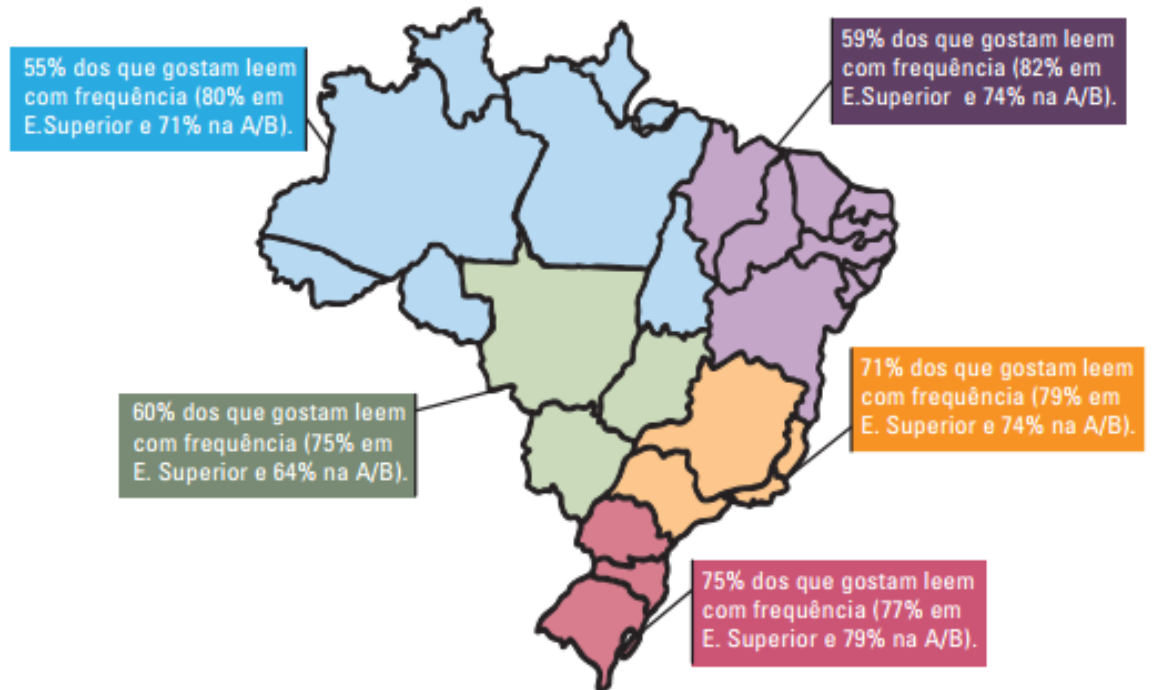 55% dos que gostam leem
com frequência (80% em
E.Superior e 71% na A/B).
59% dos que gostam leem
com frequência (82% em
E.Superior e 74% na A/B).
60% dos que gostam leem
com frequência (75% em
E. Superior e 64% na A/B).
71% dos que gostam leem
com frequência (79% em
E. Superior e 74% na A/B).
75% dos que gostam leem
com frequência (77% em
E. Superior e 79% na A/B).